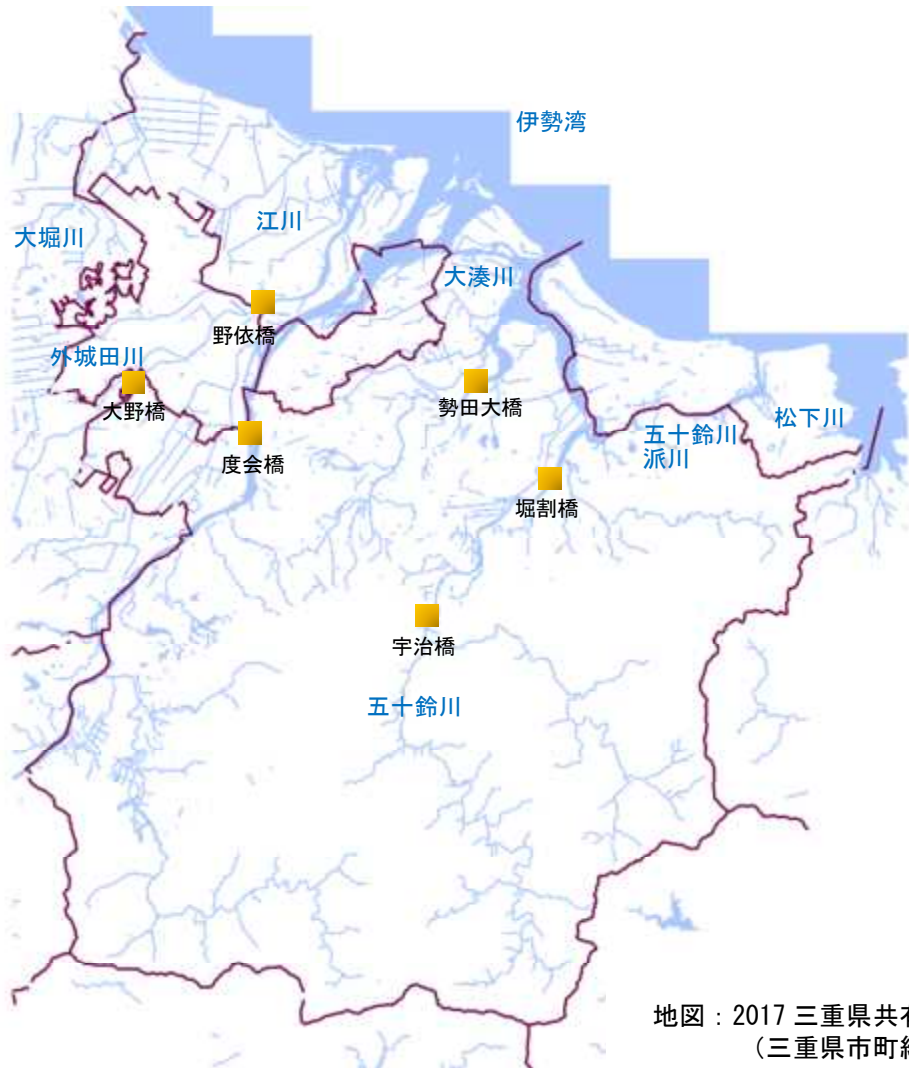 伊勢湾
江川
大堀川
大湊川
野依橋
外城田川
大野橋
勢田大橋
松下川
度会橋
五十鈴川
派川
堀割橋
宇治橋
五十鈴川
地図：2017 三重県共有
（三重県市町総